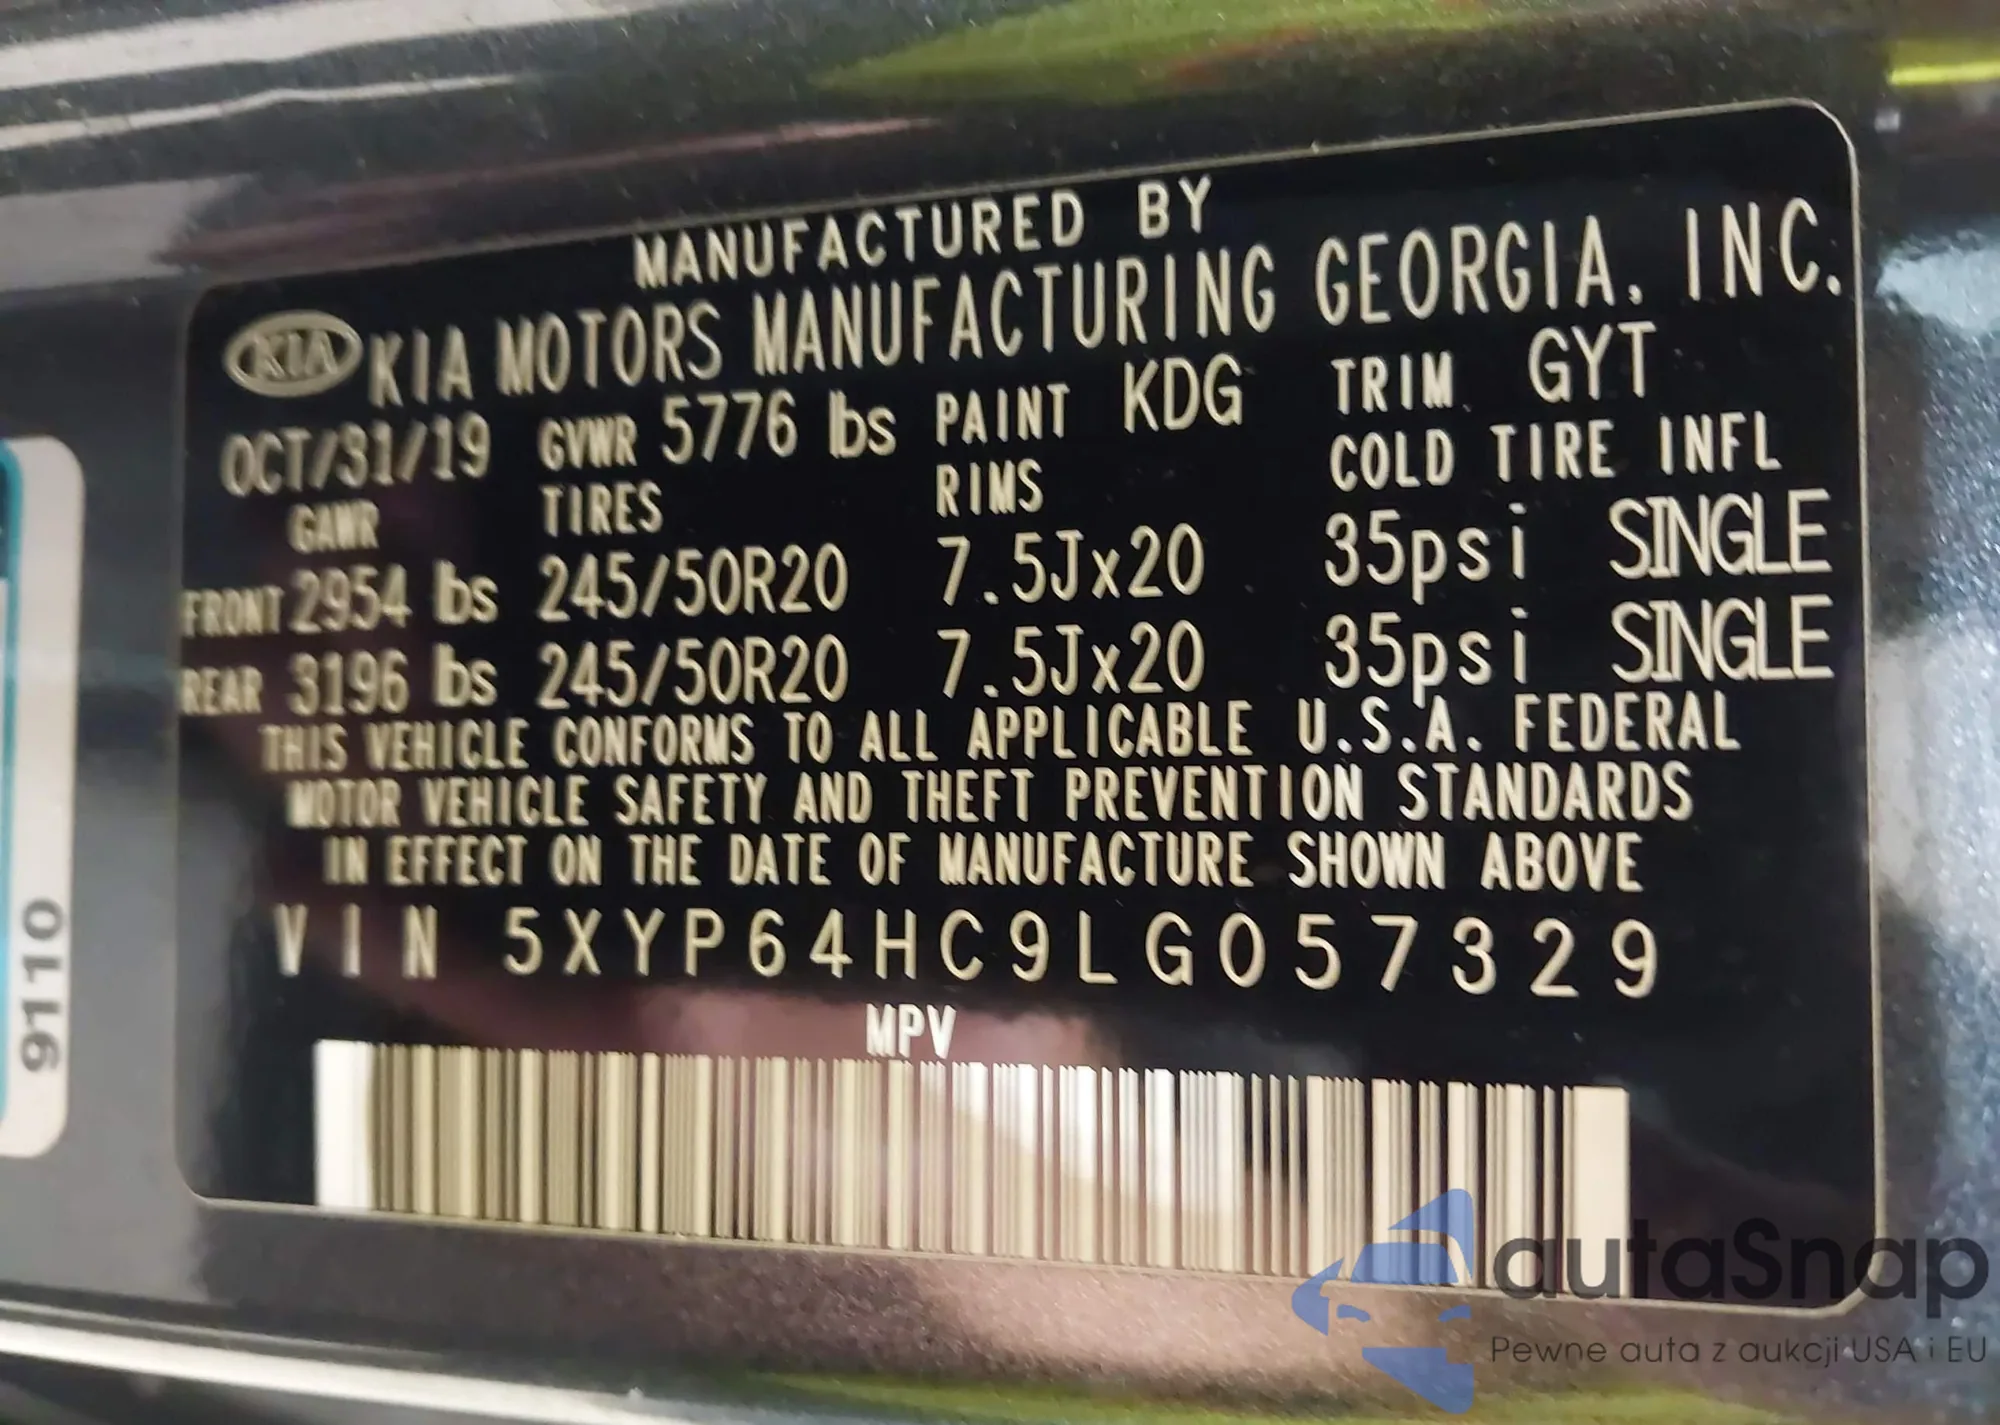 MANUFACTURED BY
KIA KIA MOTORS MANUFACTURING GEORGIA, INC.
OCT/31/19 GVWR 5776 lbs PAINT KDG TRIM GYT
GAWR TIRES RIMS COLD TIRE INFL
FRONT 2954 lbs 245/50R20 7.5Jx20 35psi SINGLE
REAR 3196 lbs 245/50R20 7.5Jx20 35psi SINGLE
THIS VEHICLE CONFORMS TO ALL APPLICABLE U.S.A. FEDERAL
MOTOR VEHICLE SAFETY AND THEFT PREVENTION STANDARDS
IN EFFECT ON THE DATE OF MANUFACTURE SHOWN ABOVE
VIN 5XYP64HC9LG057329
MPV
9110
autaSnap
Pewne auta z aukcji USA i EU